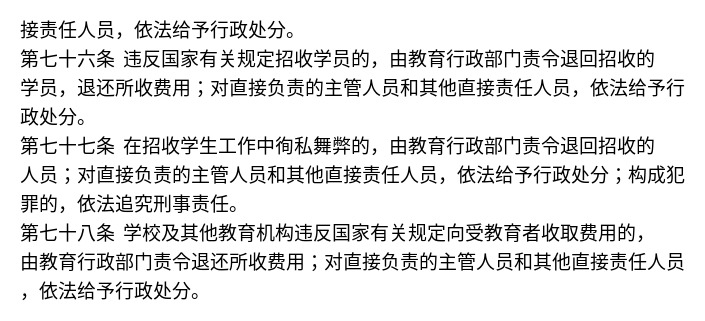 接责任人员，依法给予行政处分。
第七十六条 违反国家有关规定招收学员的，由教育行政部门责令退回招收的
学员，退还所收费用；对直接负责的主管人员和其他直接责任人员，依法给予行
政处分。
第七十七条 在招收学生工作中徇私舞弊的，由教育行政部门责令退回招收的
人员；对直接负责的主管人员和其他直接责任人员，依法给予行政处分；构成犯
罪的，依法追究刑事责任。
第七十八条 学校及其他教育机构违反国家有关规定向受教育者收取费用的，
由教育行政部门责令退还所收费用；对直接负责的主管人员和其他直接责任人员
，依法给予行政处分。